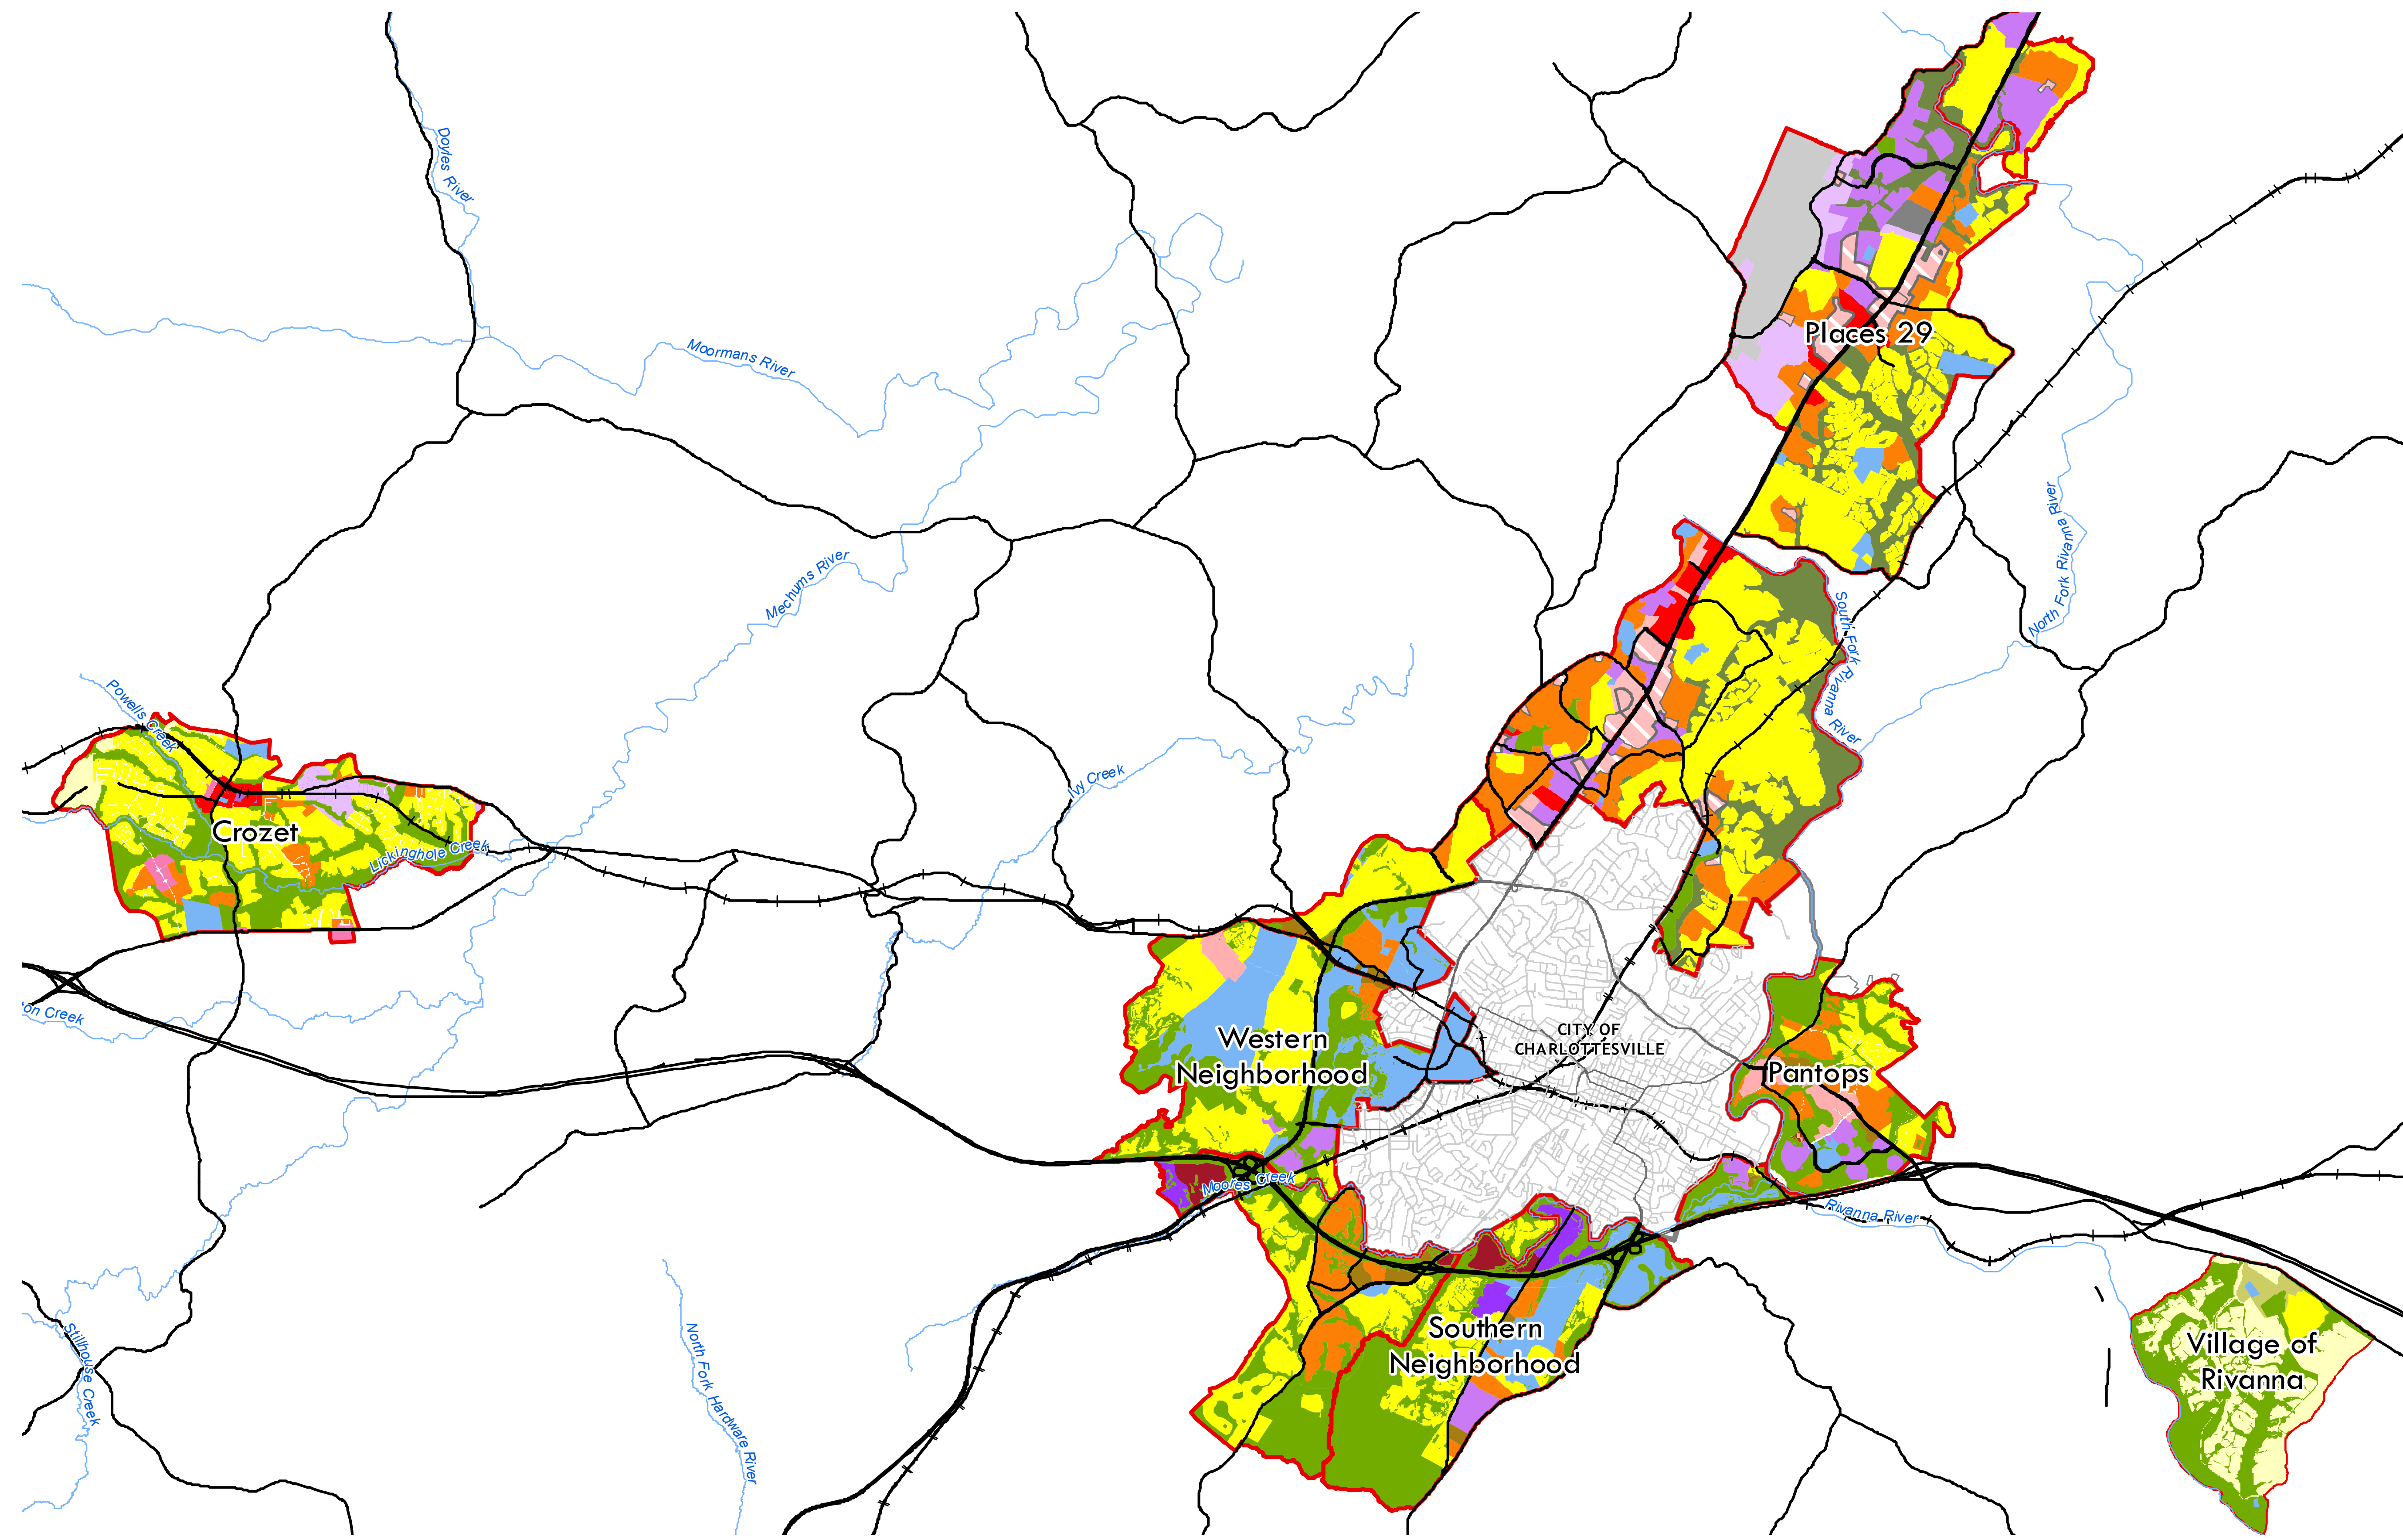 Doyles River
Places 29
Moormans River
North Fork Rivanna River
Mechums River
South Fork Rivanna River
Powells Creek
Ivy Creek
Crozet
Lickinghole Creek
on Creek
Western
Neighborhood
CITY OF
CHARLOTTESVILLE
Pantops
Moores Creek
Rivanna River
Stillhouse Creek
North Fork Hardware River
Southern
Neighborhood
Village of
Rivanna